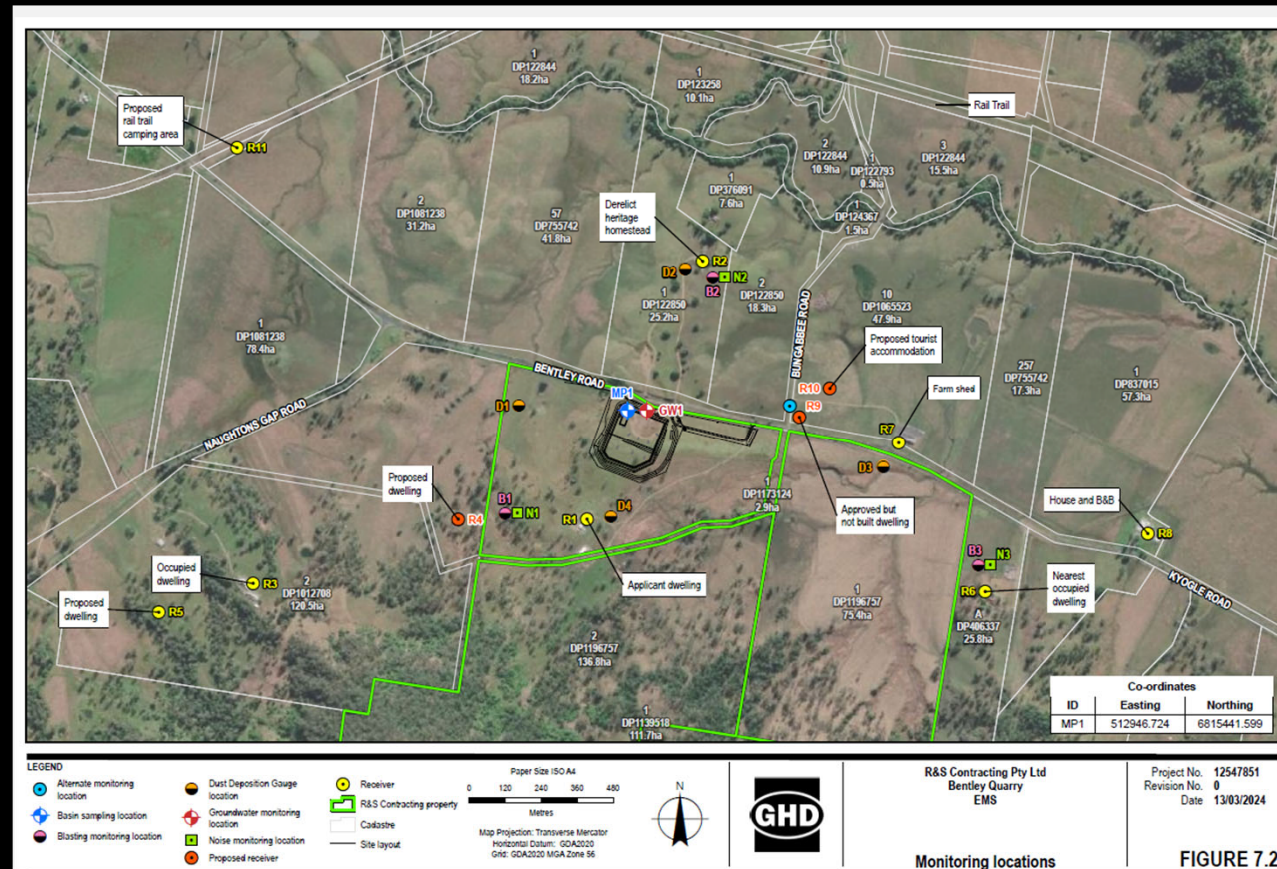 1
DP122844
18.2ha
1
DP123258
10.1ha
Rail Trail
Proposed
rail trail
camping area
R11
2
DP122844
10.9ha
1
DP122793
0.5ha
3
DP122844
15.5ha
1
DP376091
7.6ha
2
DP1081238
31.2ha
57
DP755742
41.8ha
Derelict
heritage
homestead
1
DP124367
1.5ha
R2
D2
N2
B2
1
DP122850
25.2ha
2
DP122850
18.3ha
10
DP1065523
47.9ha
BUNGABBEE ROAD
1
DP1081238
78.4ha
Proposed tourist
accommodation
BENTLEY ROAD
R10
Farm shed
257
DP755742
17.3ha
1
DP837015
57.3ha
NAUGHTONS GAP ROAD
D1
MP1
GW1
R9
R7
D3
Proposed
dwelling
R4
B1
N1
R1
D4
1
DP1173124
2.9ha
Approved but
not built dwelling
House and B&B
R8
Occupied
dwelling
R3
2
DP1012708
120.5ha
Applicant dwelling
B3
N3
R6
Nearest
occupied
dwelling
KYOGLE ROAD
Proposed
dwelling
R5
1
DP1196757
75.4ha
A
DP406337
25.8ha
2
DP1196757
136.8ha
1
DP1139518
111.7ha
Co-ordinates
ID Easting Northing
MP1 512946.724 6815441.599
LEGEND
Alternate monitoring
location
Basin sampling location
Blasting monitoring location
Dust Deposition Gauge
location
Groundwater monitoring
location
Noise monitoring location
Proposed receiver
Receiver
R&S Contracting property
Cadastre
Site layout
Paper Size ISO A4
0 120 240 360 480
Metres
Map Projection: Transverse Mercator
Horizontal Datum: GDA2020
Grid: GDA2020 MGA Zone 56
N
GHD
R&S Contracting Pty Ltd
Bentley Quarry
EMS
Monitoring locations
Project No. 12547851
Revision No. 0
Date 13/03/2024
FIGURE 7.2